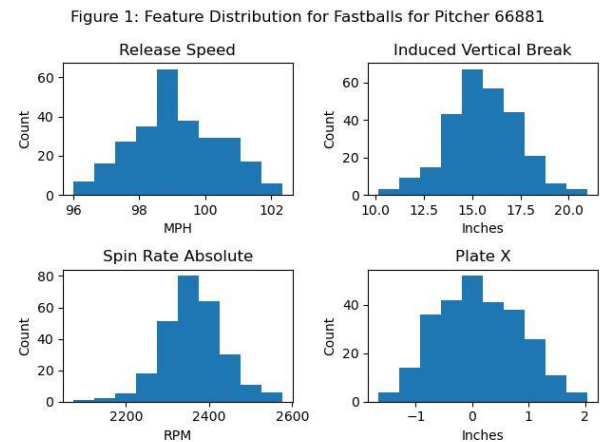 Figure 1: Feature Distribution for Fastballs for Pitcher 66881
Release Speed
Count
60
40
20
0
96 98 100 102
MPH
Induced Vertical Break
Count
60
40
20
0
10.0 12.5 15.0 17.5 20.0
Inches
Spin Rate Absolute
Count
80
60
40
20
0
2200 2400 2600
RPM
Plate X
Count
40
20
0
−1 0 1 2
Inches